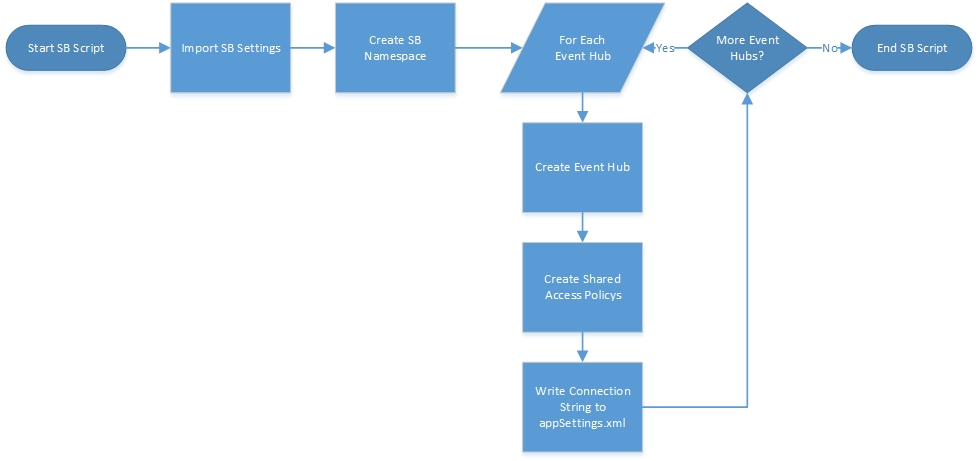 Start SB Script
Import SB Settings
Create SB
Namespace
For Each
Event Hub
Yes
More Event
Hubs?
No
End SB Script
Create Event Hub
Create Shared
Access Policys
Write Connection
String to
appSettings.xml